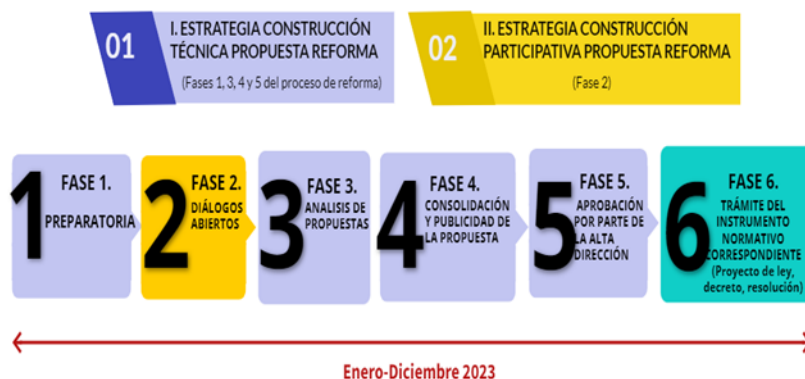 01
I. ESTRATEGIA CONSTRUCCIÓN
TÉCNICA PROPUESTA REFORMA
(Fases 1, 3, 4 y 5 del proceso de reforma)
02
II. ESTRATEGIA CONSTRUCCIÓN
PARTICIPATIVA PROPUESTA REFORMA
(Fase 2)
1
FASE 1.
PREPARATORIA
2
FASE 2.
DIÁLOGOS
ABIERTOS
3
FASE 3.
ANALISIS DE
PROPUESTAS
4
FASE 4.
CONSOLIDACIÓN
Y PUBLICIDAD DE
LA PROPUESTA
5
FASE 5.
APROBACIÓN
POR PARTE DE
LA ALTA
DIRECCIÓN
6
FASE 6.
TRÁMITE DEL
INSTRUMENTO
NORMATIVO
CORRESPONDIENTE
(Proyecto de ley,
decreto, resolución)
Enero-Diciembre 2023